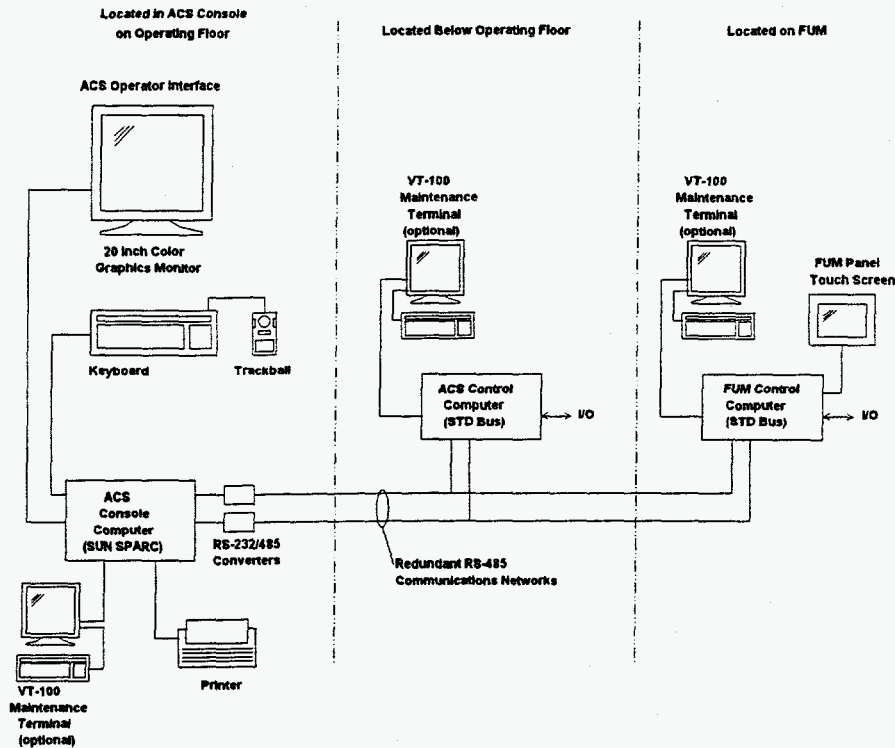 Located in ACS Console
on Operating Floor
Located Below Operating Floor
Located on FUM
ACS Operator Interface
20 Inch Color
Graphics Monitor
Keyboard
Trackball
VT-100
Maintenance
Terminal
(optional)
VT-100
Maintenance
Terminal
(optional)
FUM Panel
Touch Screen
ACS Control
Computer
(STD Bus)
I/O
FUM Control
Computer
(STD Bus)
I/O
ACS
Console
Computer
(SUN SPARC)
RS-232/485
Converters
Redundant RS-485
Communications Networks
Printer
VT-100
Maintenance
Terminal
(optional)